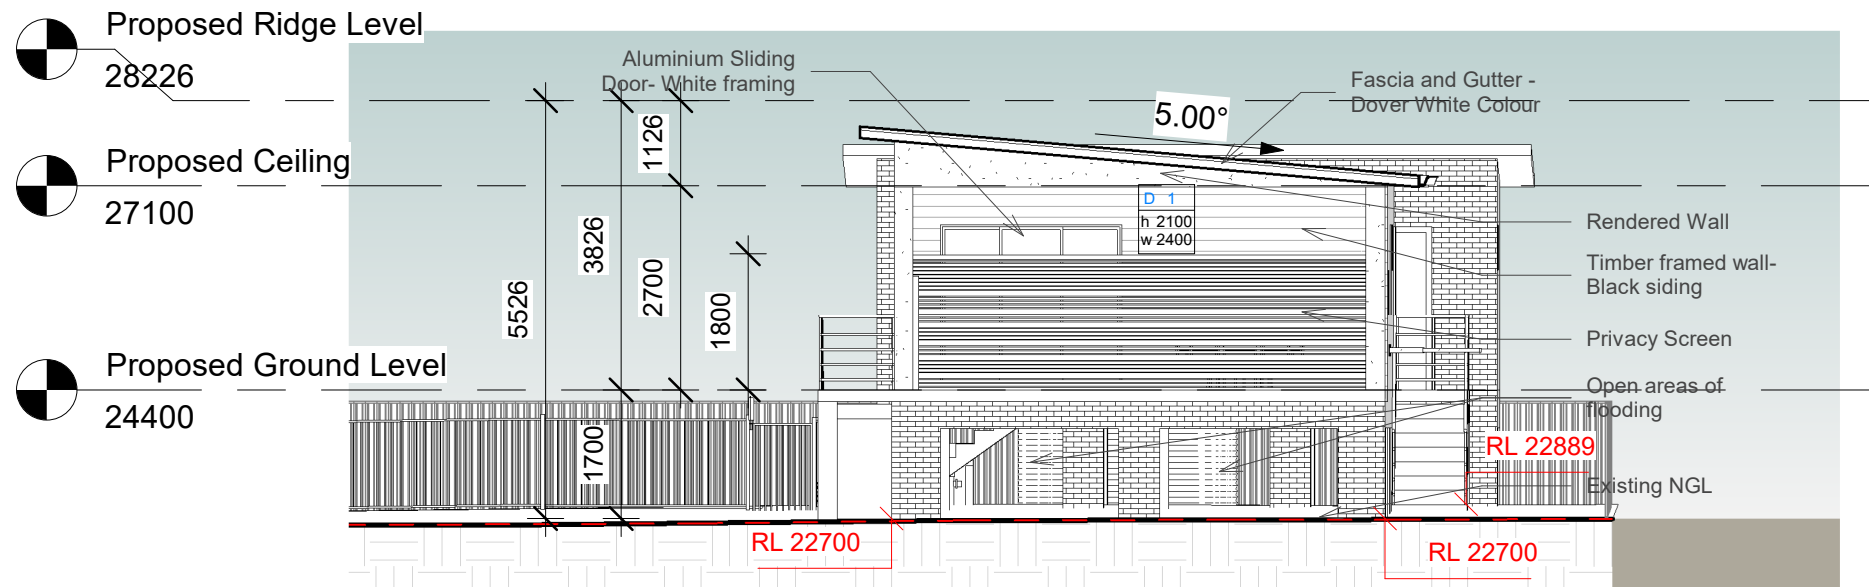 Proposed Ridge Level
28226
Aluminium Sliding
Door- White framing
Fascia and Gutter -
Dover White Colour
5.00°
1126
Proposed Ceiling
27100
D 1
h 2100
w 2400
Rendered Wall
Timber framed wall-
Black siding
3826
2700
5526
1800
Privacy Screen
Proposed Ground Level
24400
Open areas of
flooding
1700
RL 22889
Existing NGL
RL 22700
RL 22700